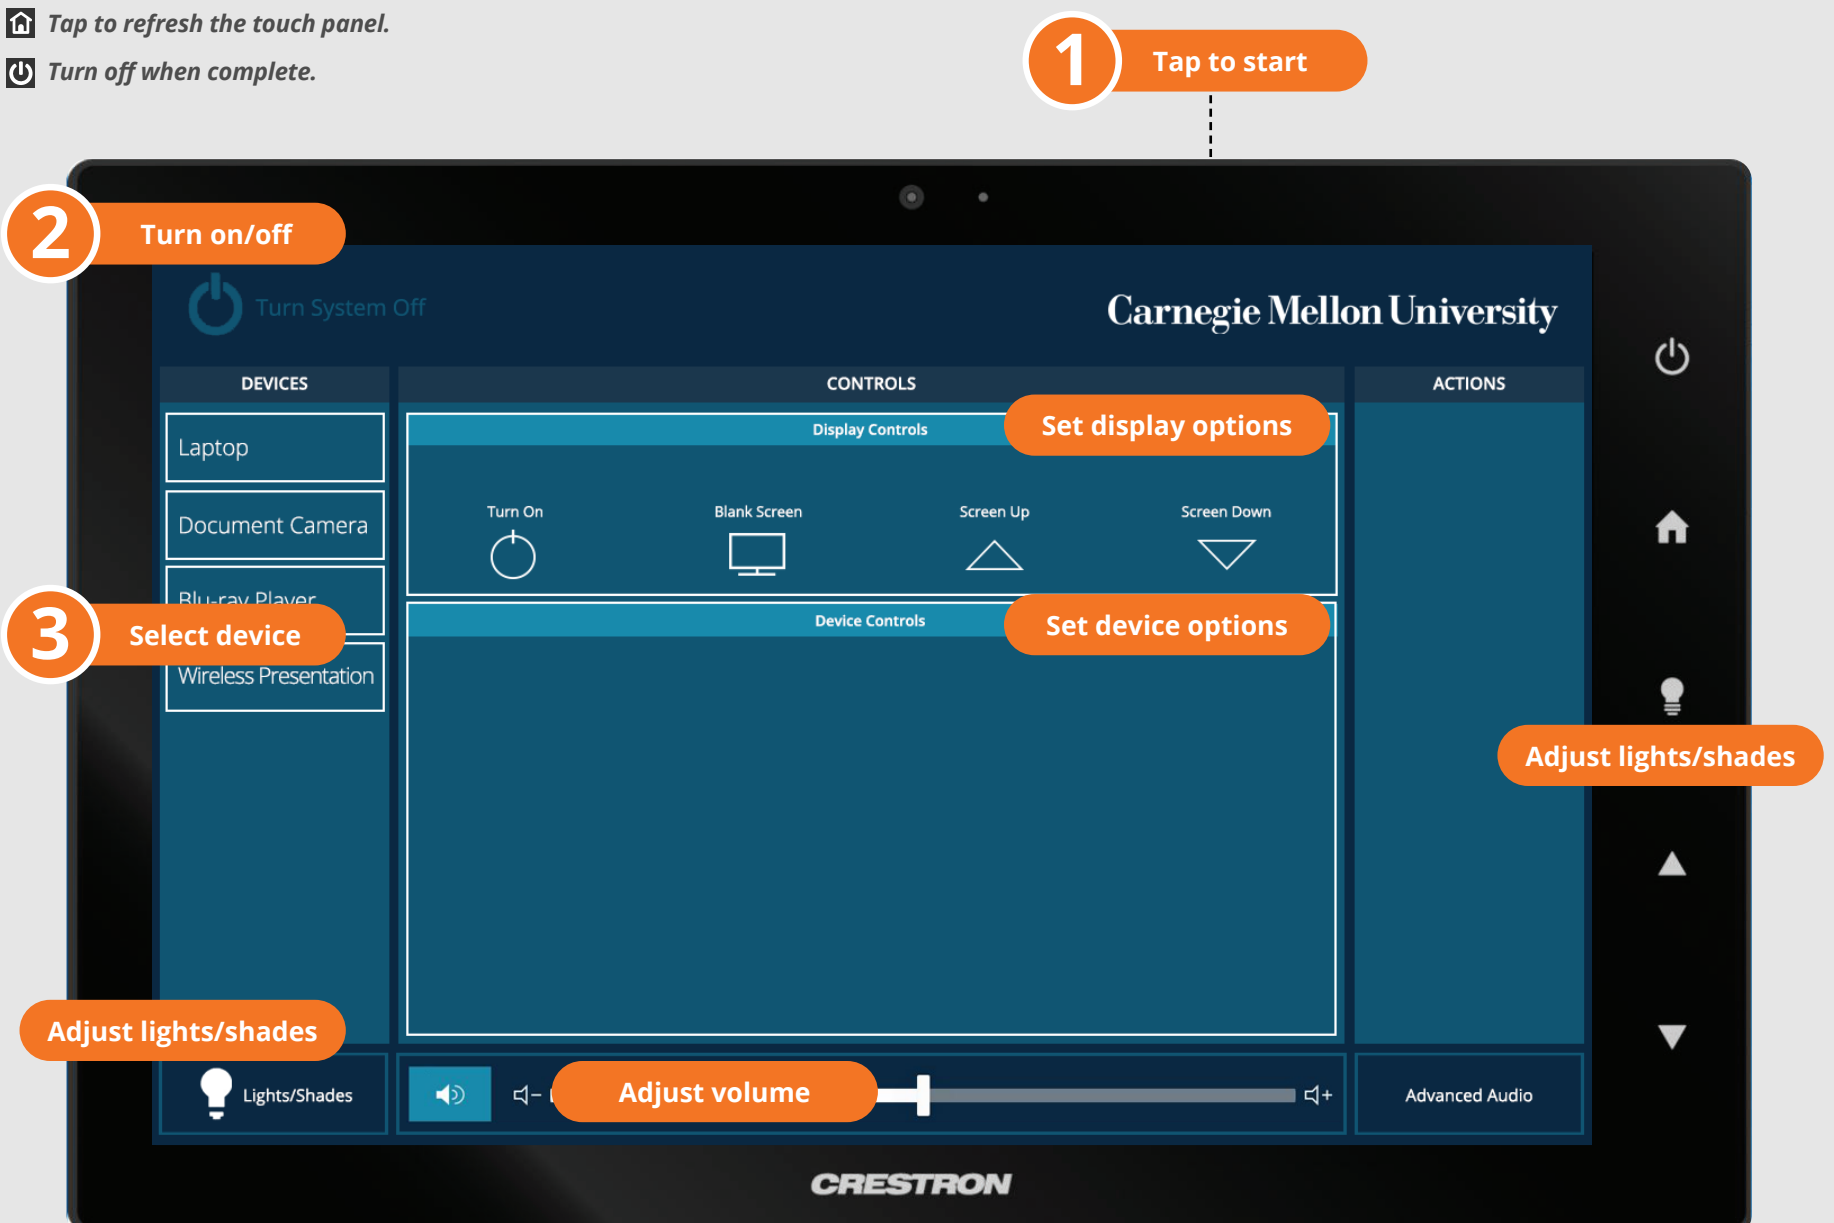 Tap to refresh the touch panel.
Turn off when complete.
1 Tap to start
2 Turn on/off
Turn System Off
Carnegie Mellon University
DEVICES
CONTROLS
ACTIONS
Laptop
Document Camera
Blu-ray Player
Wireless Presentation
3 Select device
Display Controls
Set display options
Turn On
Blank Screen
Screen Up
Screen Down
Device Controls
Set device options
Adjust lights/shades
Adjust lights/shades
Lights/Shades
Adjust volume
Advanced Audio
CRESTRON